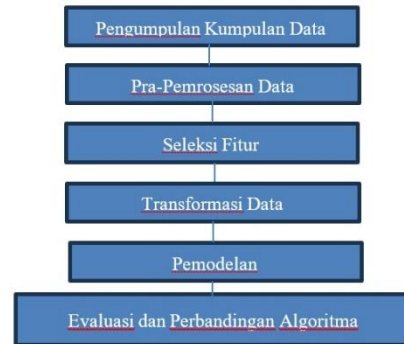 Pengumpulan Kumpulan Data
Pra-Pemrosesan Data
Seleksi Fitur
Transformasi Data
Pemodelan
Evaluasi dan Perbandingan Algoritma